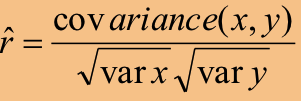 r̂ = covariance(x, y) / √var x √var y